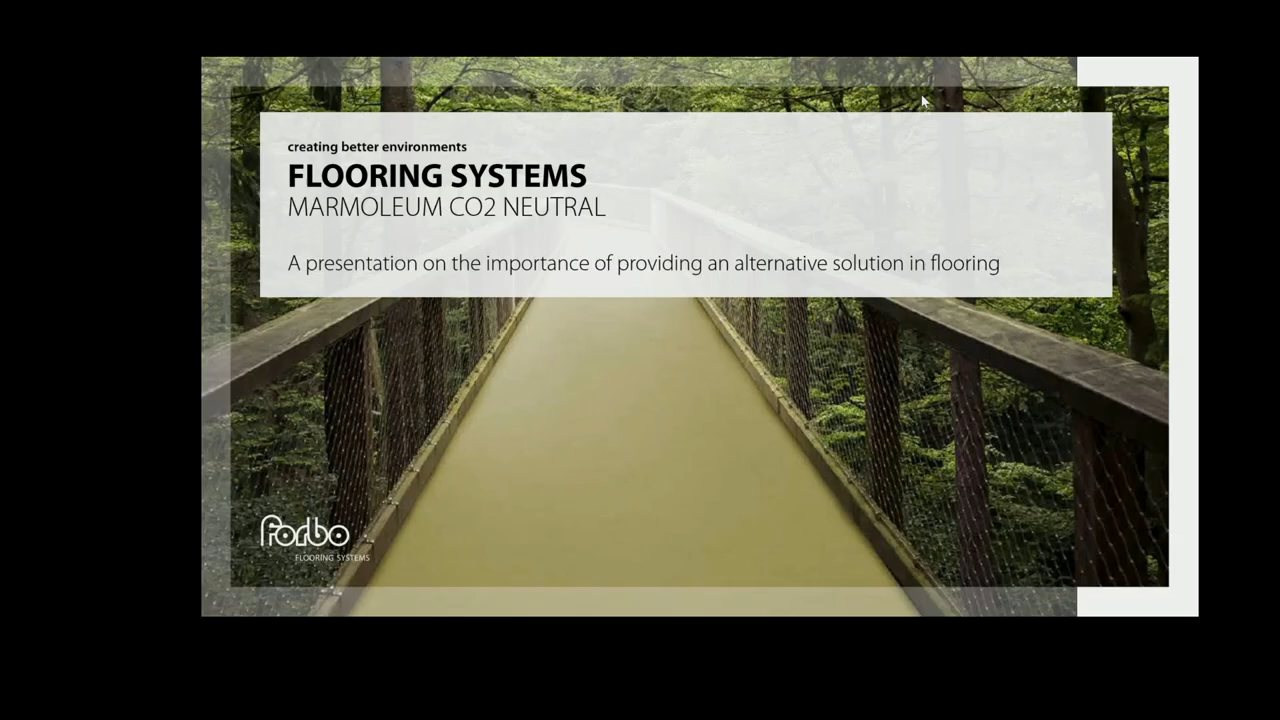 creating better environments
FLOORING SYSTEMS
MARMOLEUM CO2 NEUTRAL
A presentation on the importance of providing an alternative solution in flooring
forbo
FLOORING SYSTEMS